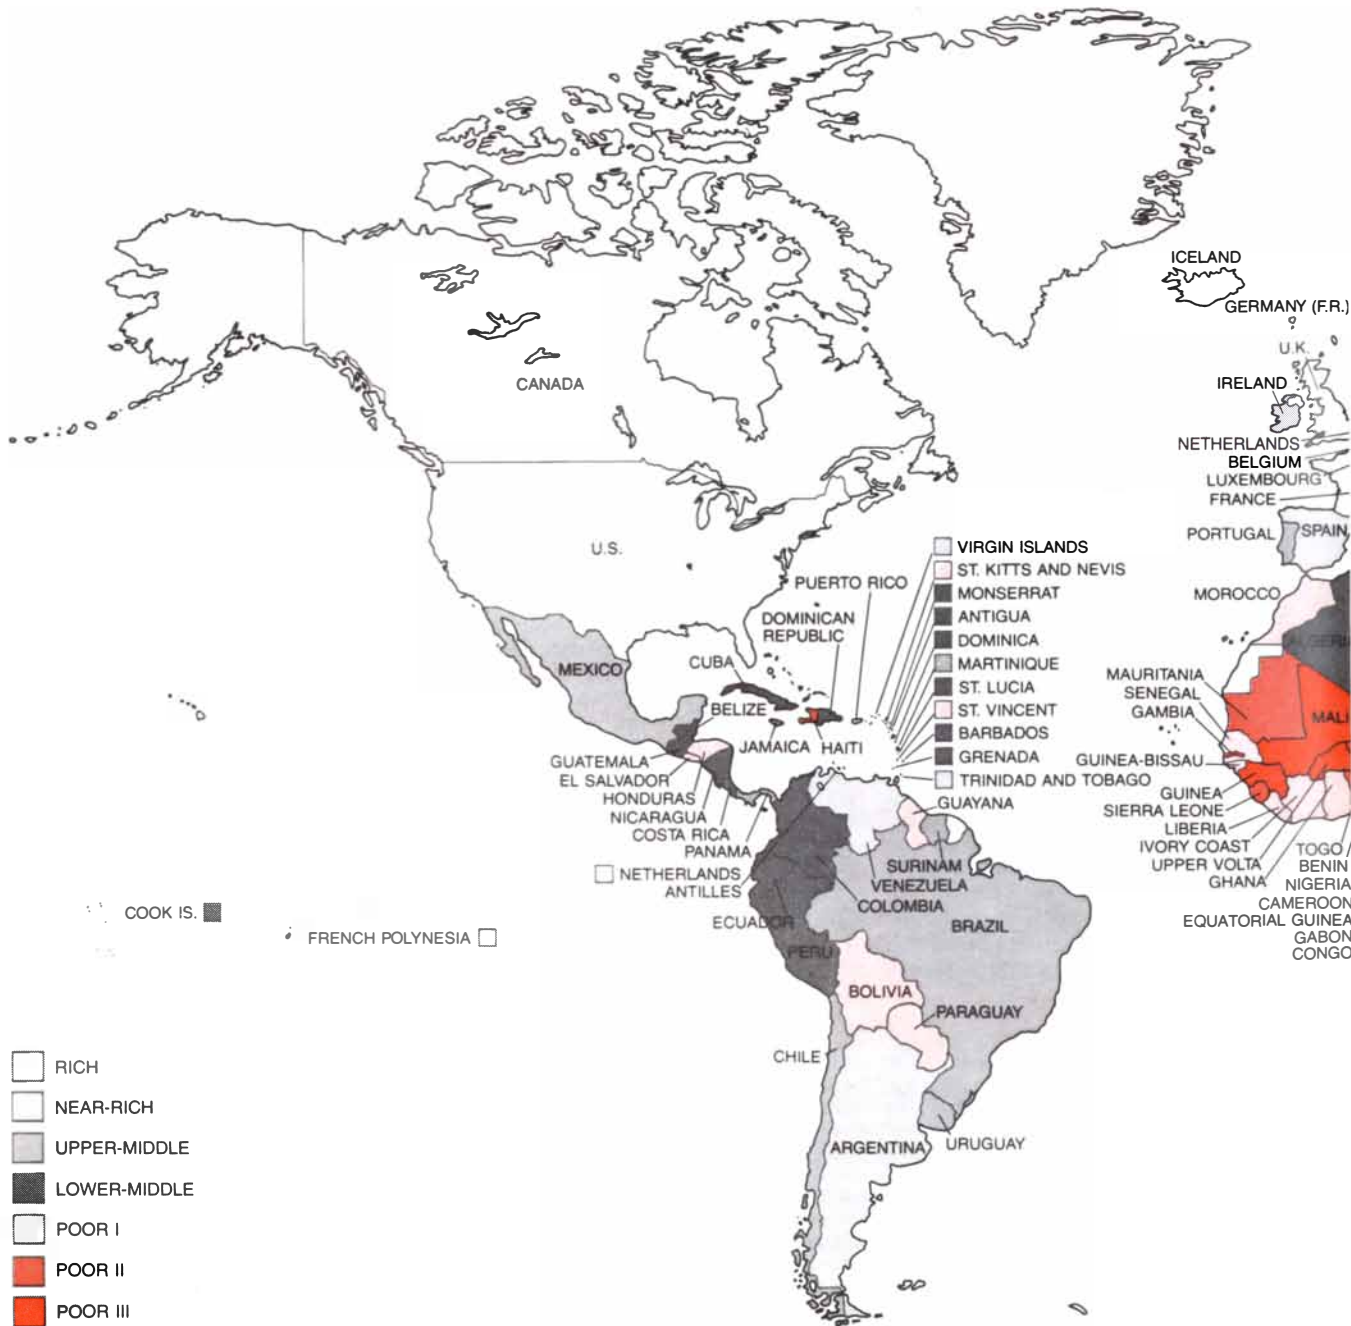 ICELAND
GERMANY (F.R.)
U.K.
IRELAND
CANADA
NETHERLANDS
BELGIUM
LUXEMBOURG
FRANCE
PORTUGAL
SPAIN
U.S.
VIRGIN ISLANDS
ST. KITTS AND NEVIS
MONSERRAT
ANTIGUA
DOMINICA
MARTINIQUE
ST. LUCIA
ST. VINCENT
BARBADOS
GRENADA
TRINIDAD AND TOBAGO
PUERTO RICO
DOMINICAN
REPUBLIC
MOROCCO
ALGERIA
MEXICO
CUBA
BELIZE
JAMAICA
HAITI
MAURITANIA
SENEGAL
GAMBIA
MALI
GUINEA-BISSAU
GUINEA
SIERRA LEONE
LIBERIA
IVORY COAST
UPPER VOLTA
GHANA
TOGO
BENIN
NIGERIA
CAMEROON
EQUATORIAL GUINEA
GABON
CONGO
GUATEMALA
EL SALVADOR
HONDURAS
NICARAGUA
COSTA RICA
PANAMA
NETHERLANDS
ANTILLES
GUAYANA
SURINAM
VENEZUELA
COLOMBIA
ECUADOR
BRAZIL
PERU
COOK IS.
FRENCH POLYNESIA
BOLIVIA
PARAGUAY
CHILE
ARGENTINA
URUGUAY
RICH
NEAR-RICH
UPPER-MIDDLE
LOWER-MIDDLE
POOR I
POOR II
POOR III